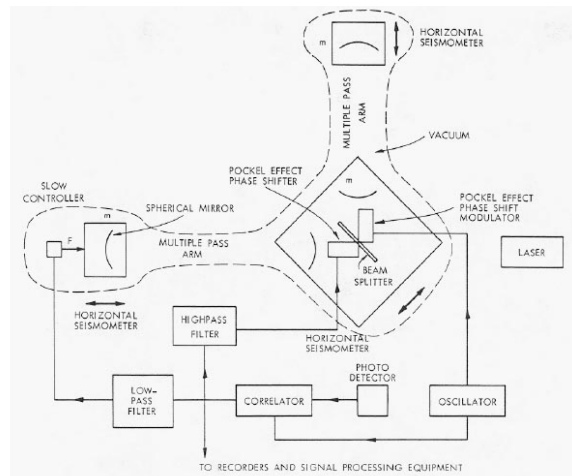 m
HORIZONTAL
SEISMOMETER
MULTIPLE PASS
ARM
VACUUM
POCKEL EFFECT
PHASE SHIFTER
m
SLOW
CONTROLLER
m
SPHERICAL MIRROR
POCKEL EFFECT
PHASE SHIFT
MODULATOR
F
MULTIPLE PASS
ARM
LASER
BEAM
SPLITTER
HORIZONTAL
SEISMOMETER
HIGHPASS
FILTER
HORIZONTAL
SEISMOMETER
PHOTO
DETECTOR
LOW-
PASS
FILTER
CORRELATOR
OSCILLATOR
TO RECORDERS AND SIGNAL PROCESSING EQUIPMENT